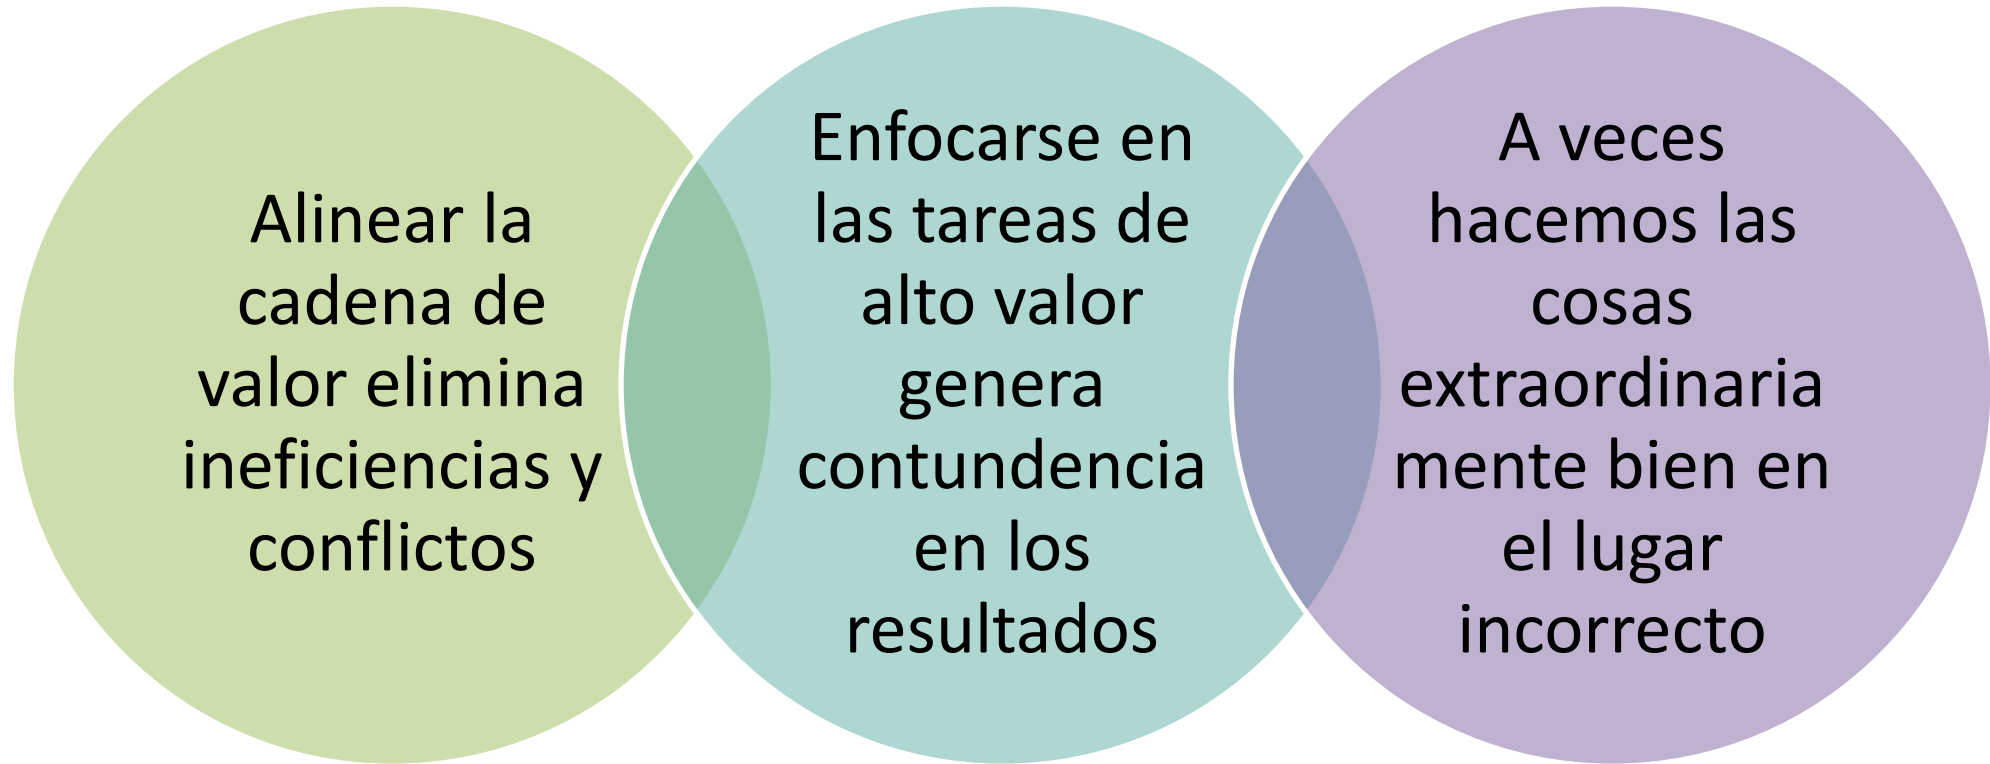 Alinear la
cadena de
valor elimina
ineficiencias y
conflictos
Enfocarse en
las tareas de
alto valor
genera
contundencia
en los
resultados
A veces
hacemos las
cosas
extraordinaria
mente bien en
el lugar
incorrecto